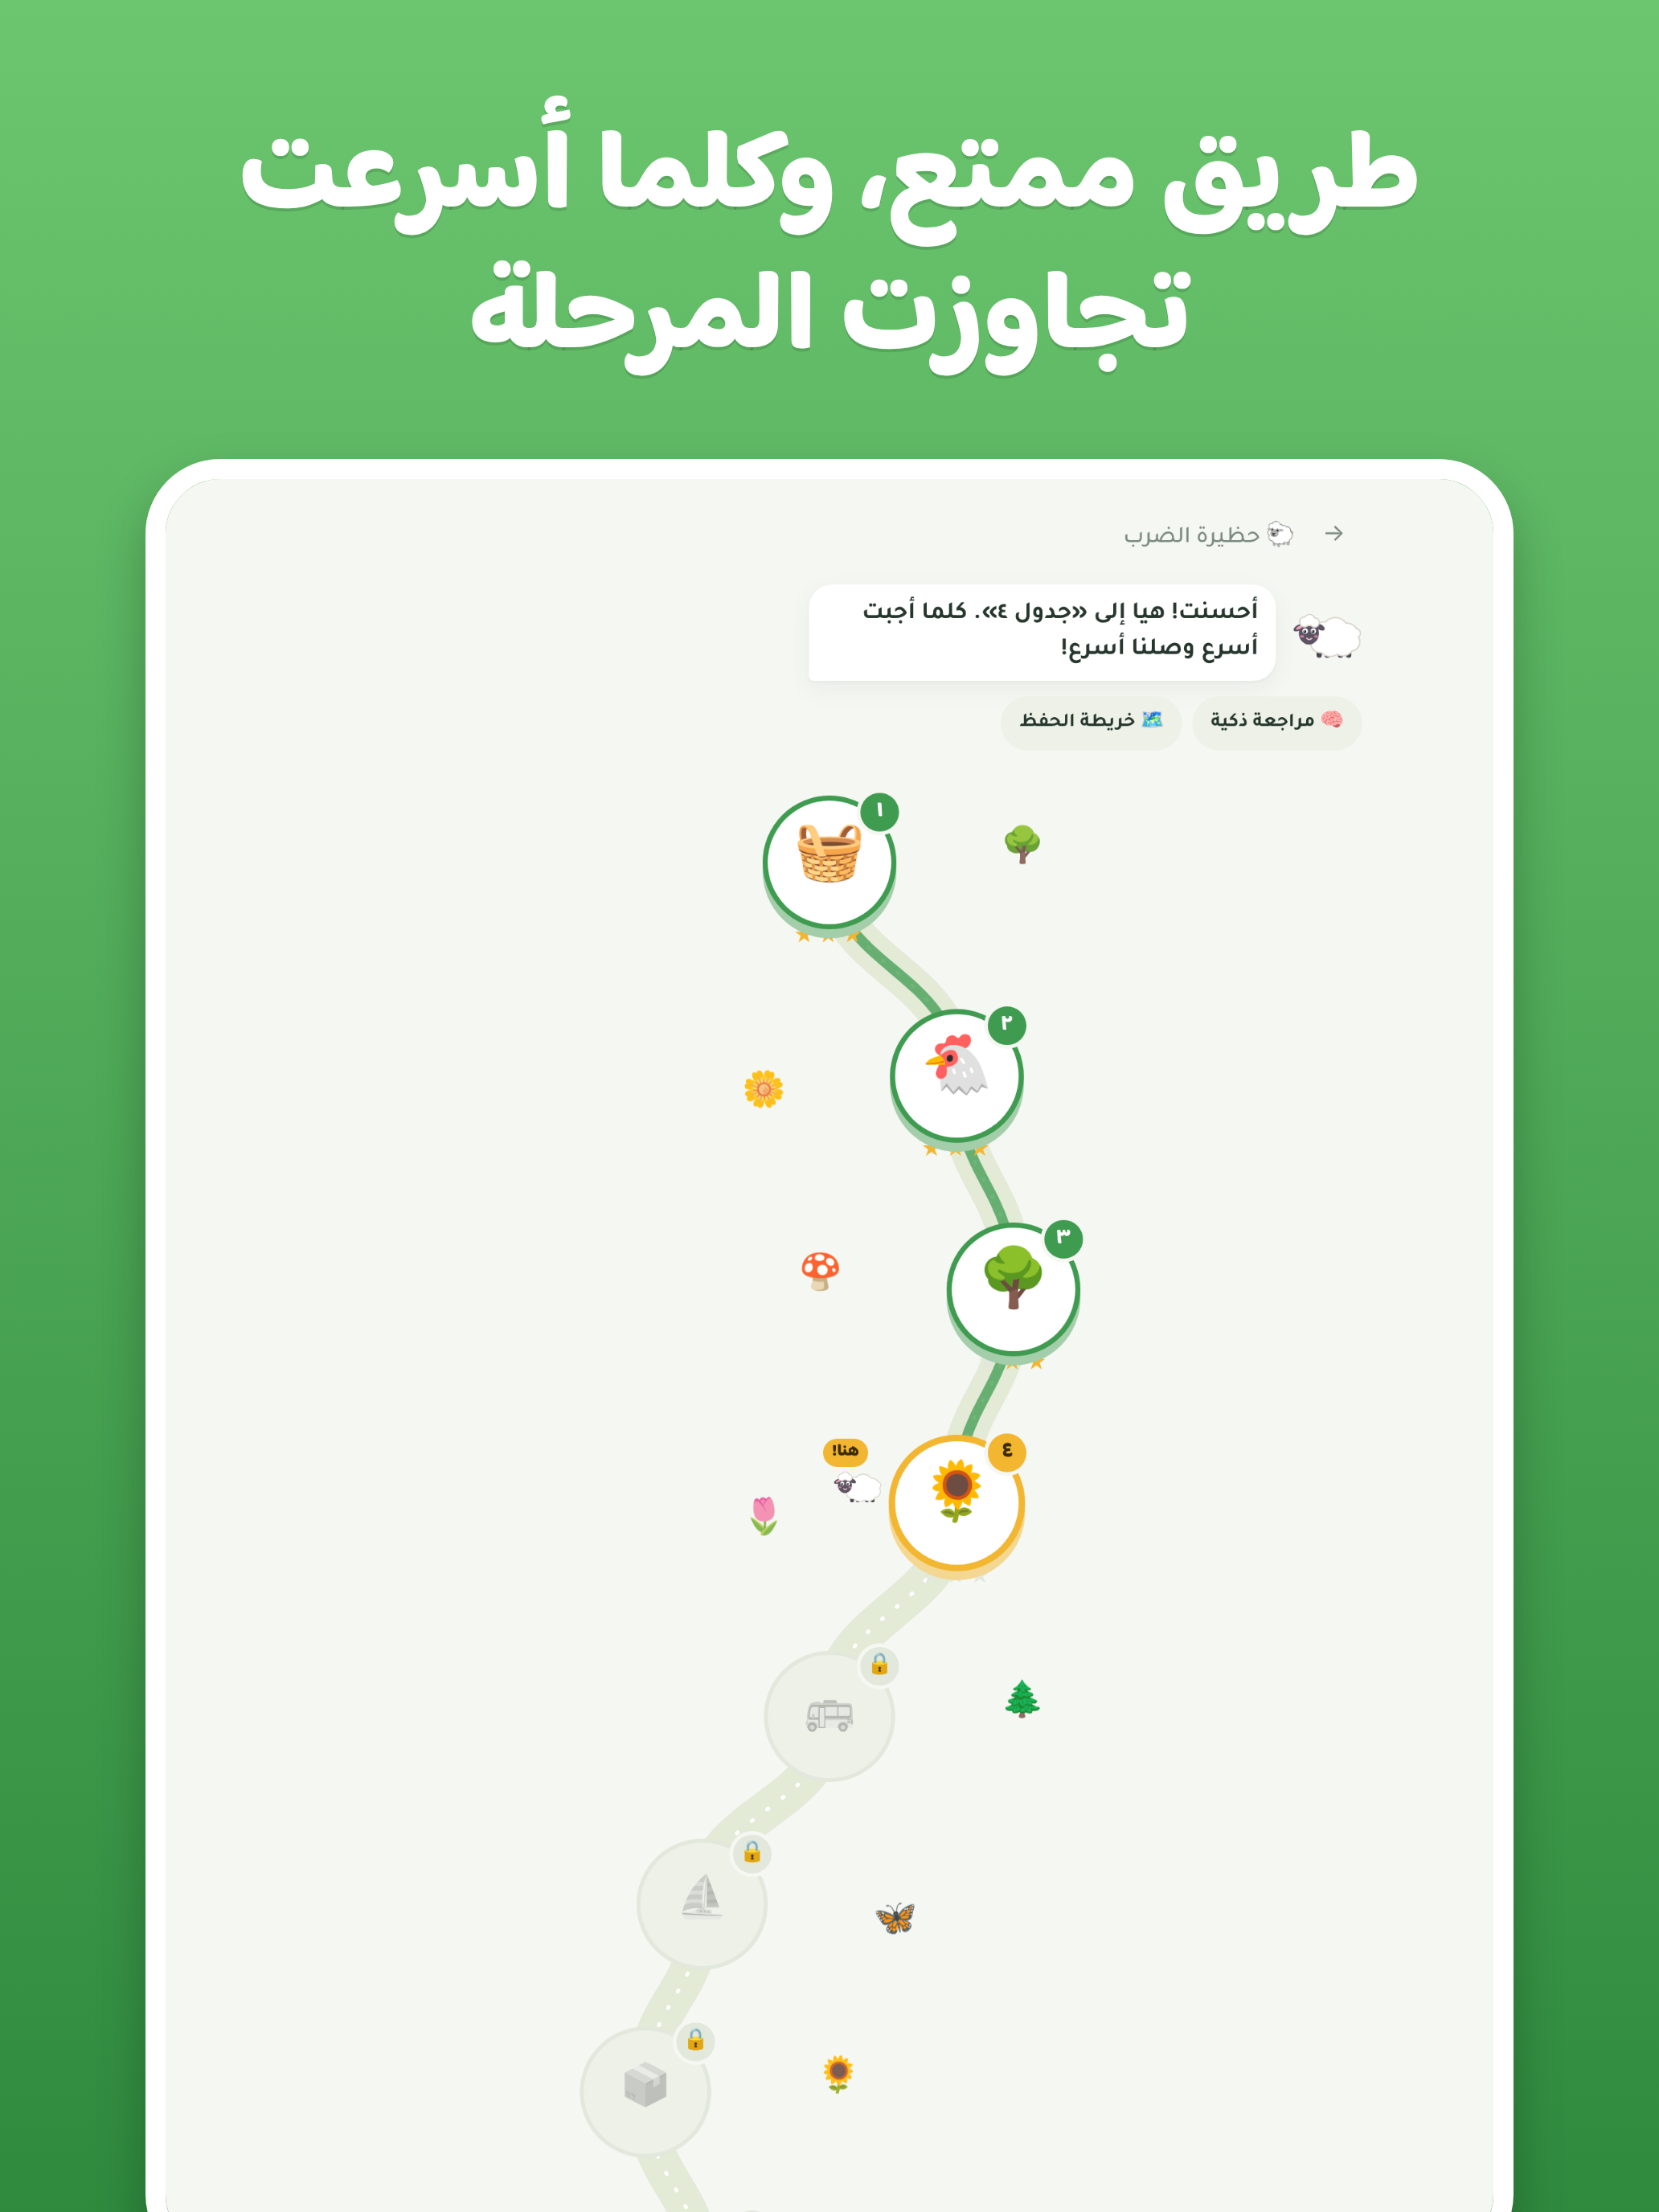 طريق ممتع، وكلما أسرعت
تجاوزت المرحلة
حظيرة الضرب
أحسنت! هيا إلى «جدول ٤». كلما أجبت
أسرع وصلنا أسرع!
مراجعة ذكية
خريطة الحفظ
١
٢
٣
٤
هنا!